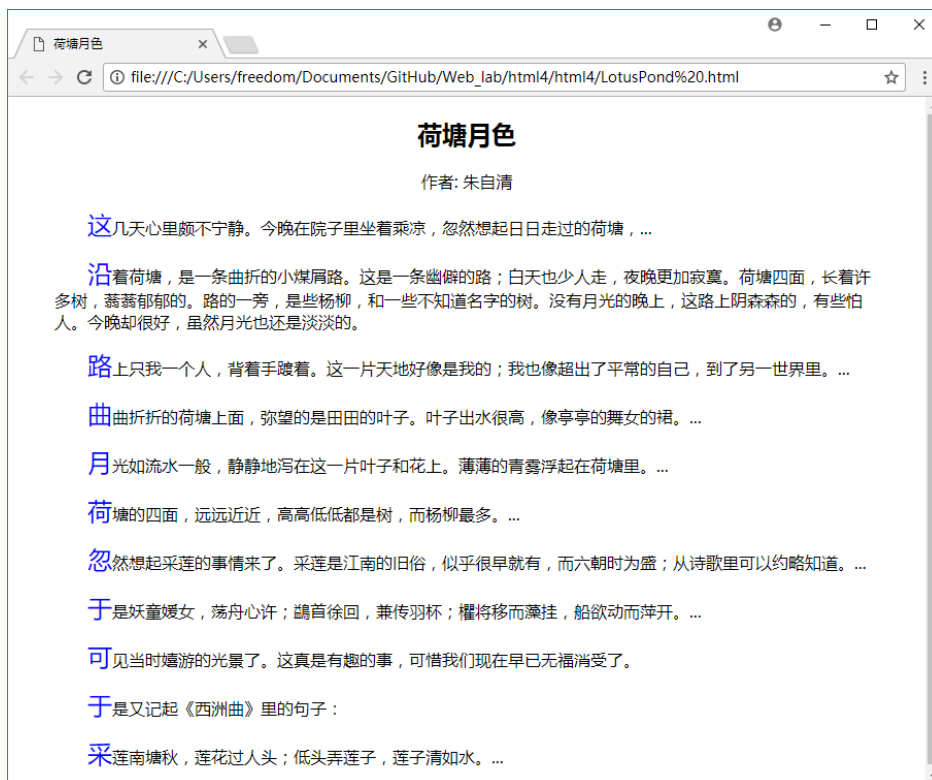 荷塘月色
file:///C:/Users/freedom/Documents/GitHub/Web_lab/html4/html4/LotusPond%20.html
荷塘月色
作者: 朱自清
这几天心里颇不宁静。今晚在院子里坐着乘凉，忽然想起日日走过的荷塘，...
沿着荷塘，是一条曲折的小煤屑路。这是一条幽僻的路；白天也少人走，夜晚更加寂寞。荷塘四面，长着许
多树，蓊蓊郁郁的。路的一旁，是些杨柳，和一些不知道名字的树。没有月光的晚上，这路上阴森森的，有些怕
人。今晚却很好，虽然月光也还是淡淡的。
路上只我一个人，背着手踱着。这一片天地好像是我的；我也像超出了平常的自己，到了另一世界里。...
曲曲折折的荷塘上面，弥望的是田田的叶子。叶子出水很高，像亭亭的舞女的裙。...
月光如流水一般，静静地泻在这一片叶子和花上。薄薄的青雾浮起在荷塘里。...
荷塘的四面，远远近近，高高低低都是树，而杨柳最多。...
忽然想起采莲的事情来了。采莲是江南的旧俗，似乎很早就有，而六朝时为盛；从诗歌里可以约略知道。...
于是妖童媛女，荡舟心许；鷁首徐回，兼传羽杯；櫂将移而藻挂，船欲动而萍开。...
可见当时嬉游的光景了。这真是有趣的事，可惜我们现在早已无福消受了。
于是又记起《西洲曲》里的句子：
采莲南塘秋，莲花过人头；低头弄莲子，莲子清如水。...